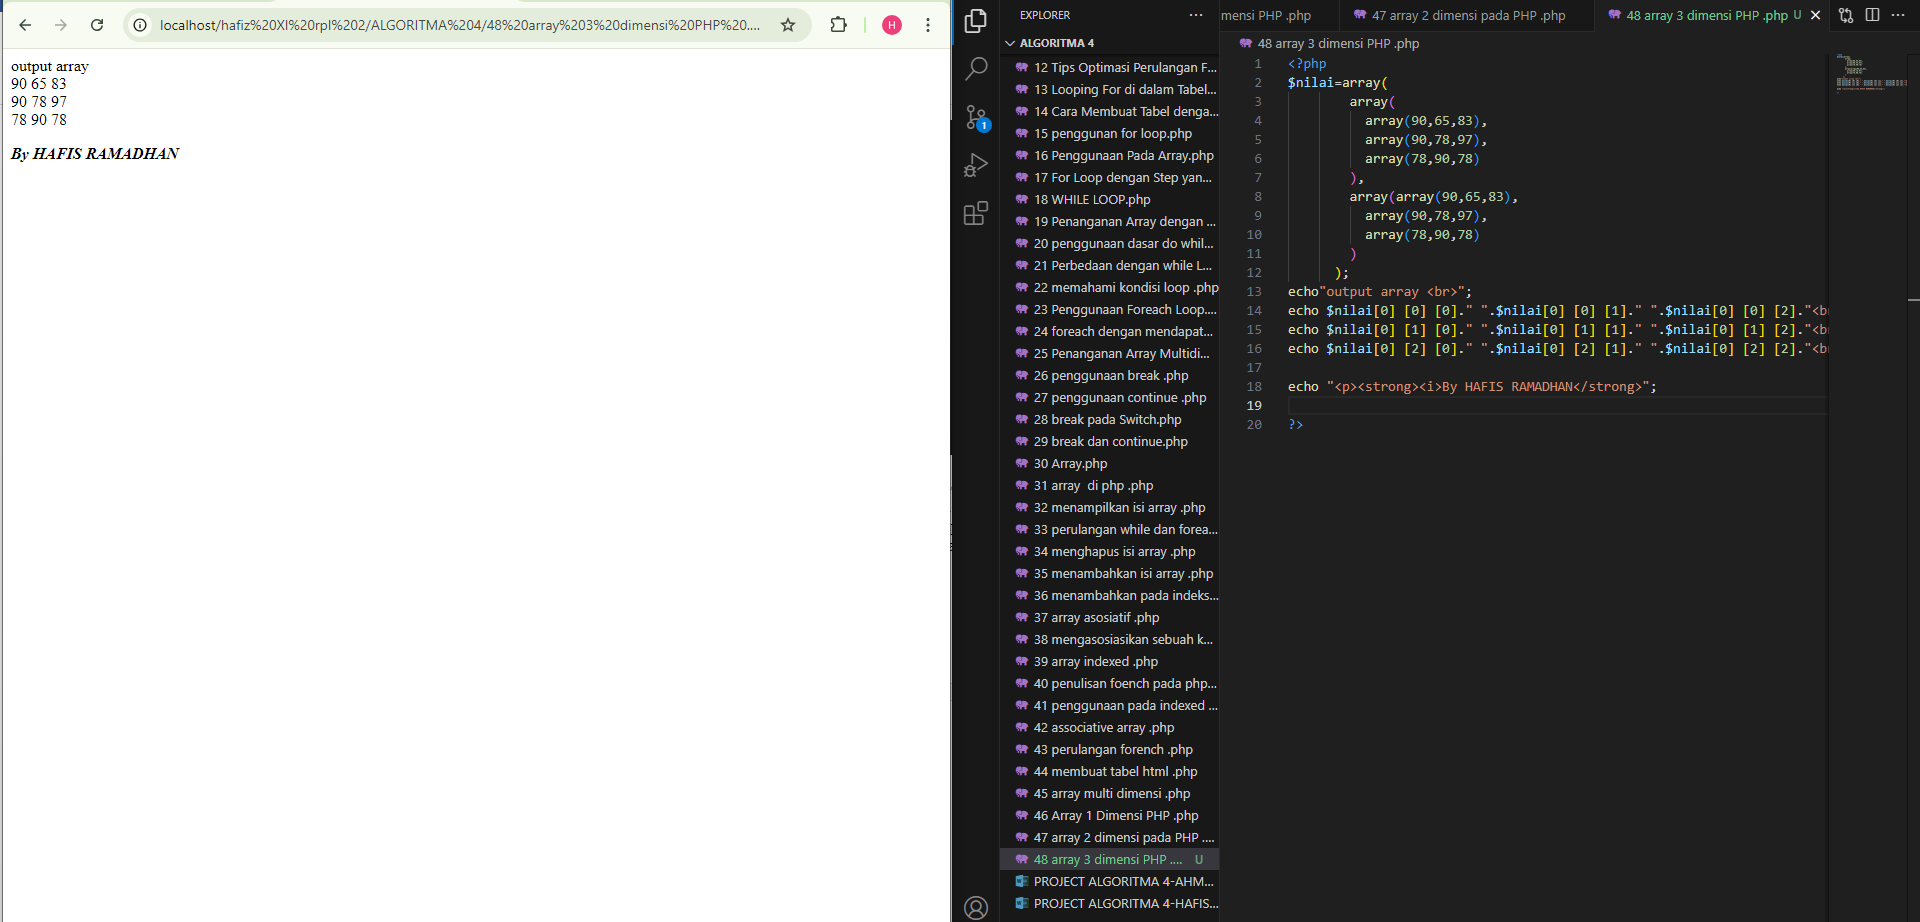 localhost/hafiz%20XI%20rpl%202/ALGORITMA%204/48%20array%203%20dimensi%20PHP%20....
H
output array
90 65 83
90 78 97
78 90 78
By HAFIS RAMADHAN
1
EXPLORER
ALGORITMA 4
12 Tips Optimasi Perulangan F...
13 Looping For di dalam Tabel...
14 Cara Membuat Tabel denga...
15 penggunan for loop.php
16 Penggunaan Pada Array.php
17 For Loop dengan Step yan...
18 WHILE LOOP.php
19 Penanganan Array dengan ...
20 penggunaan dasar do whil...
21 Perbedaan dengan while L...
22 memahami kondisi loop .php
23 Penggunaan Foreach Loop....
24 foreach dengan mendapat...
25 Penanganan Array Multidi...
26 penggunaan break .php
27 penggunaan continue .php
28 break pada Switch.php
29 break dan continue.php
30 Array.php
31 array  di php .php
32 menampilkan isi array .php
33 perulangan while dan forea...
34 menghapus isi array .php
35 menambahkan isi array .php
36 menambahkan pada indeks...
37 array asosiatif .php
38 mengasosiasikan sebuah k...
39 array indexed .php
40 penulisan foench pada php...
41 penggunaan pada indexed ...
42 associative array .php
43 perulangan forench .php
44 membuat tabel html .php
45 array multi dimensi .php
46 Array 1 Dimensi PHP .php
47 array 2 dimensi pada PHP ....
48 array 3 dimensi PHP .... U
PROJECT ALGORITMA 4-AHM...
PROJECT ALGORITMA 4-HAFIS...
mensi PHP .php
47 array 2 dimensi pada PHP .php
48 array 3 dimensi PHP .php U
48 array 3 dimensi PHP .php
1 <?php
2 $nilai=array(
3 array(
4 array(90,65,83),
5 array(90,78,97),
6 array(78,90,78)
7 ),
8 array(array(90,65,83),
9 array(90,78,97),
10 array(78,90,78)
11 )
12 );
13 echo"output array <br>";
14 echo $nilai[0] [0] [0]." ".$nilai[0] [0] [1]." ".$nilai[0] [0] [2]."<b
15 echo $nilai[0] [1] [0]." ".$nilai[0] [1] [1]." ".$nilai[0] [1] [2]."<b
16 echo $nilai[0] [2] [0]." ".$nilai[0] [2] [1]." ".$nilai[0] [2] [2]."<b
17
18 echo "<p><strong><i>By HAFIS RAMADHAN</strong>";
19
20 ?>